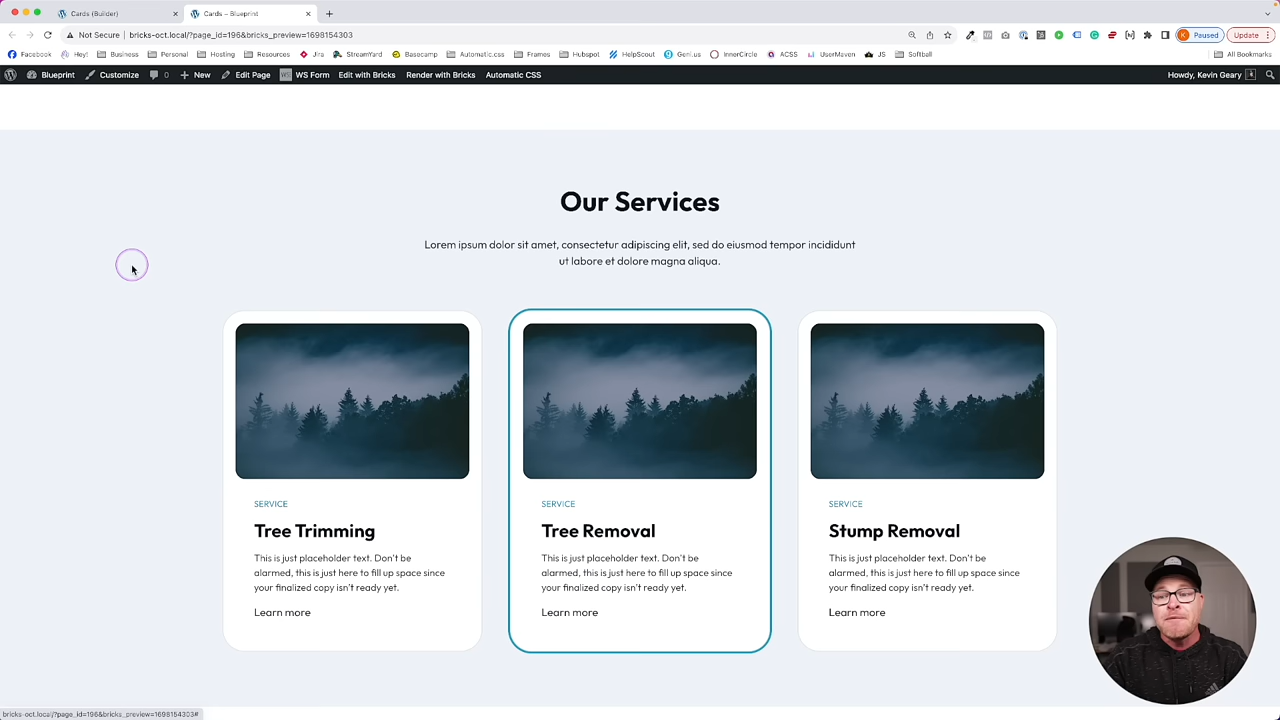 Cards (Builder)
Cards – Blueprint
Not Secure
bricks-oct.local/?page_id=196&bricks_preview=1698154303
Paused
Update
Facebook
Hey!
Business
Personal
Hosting
Resources
Jira
StreamYard
Basecamp
Automatic.css
Frames
Hubspot
HelpScout
Geni.us
InnerCircle
ACSS
UserMaven
JS
Softball
All Bookmarks
Blueprint
Customize
0
New
Edit Page
WS Form
Edit with Bricks
Render with Bricks
Automatic CSS
Howdy, Kevin Geary
Our Services
Lorem ipsum dolor sit amet, consectetur adipiscing elit, sed do eiusmod tempor incididunt
ut labore et dolore magna aliqua.
SERVICE
Tree Trimming
This is just placeholder text. Don't be
alarmed, this is just here to fill up space since
your finalized copy isn't ready yet.
Learn more
SERVICE
Tree Removal
This is just placeholder text. Don't be
alarmed, this is just here to fill up space since
your finalized copy isn't ready yet.
Learn more
SERVICE
Stump Removal
This is just placeholder text. Don't be
alarmed, this is just here to fill up space since
your finalized copy isn't ready yet.
Learn more
bricks-oct.local/?page_id=196&bricks_preview=1698154303#